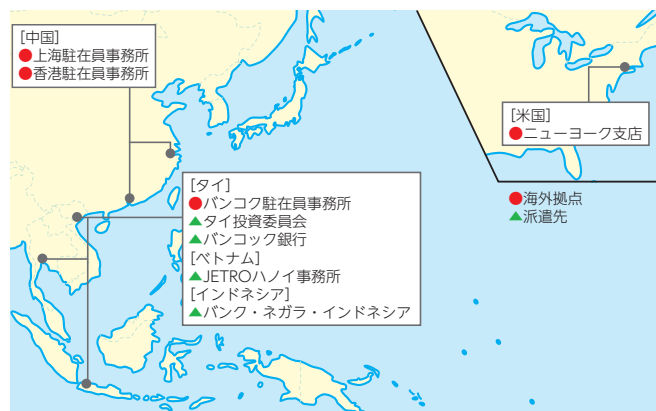 [中国]
●上海駐在員事務所
●香港駐在員事務所
[米国]
●ニューヨーク支店
●海外拠点
▲派遣先
[タイ]
●バンコク駐在員事務所
▲タイ投資委員会
▲バンコック銀行
[ベトナム]
▲JETROハノイ事務所
[インドネシア]
▲バンク・ネガラ・インドネシア